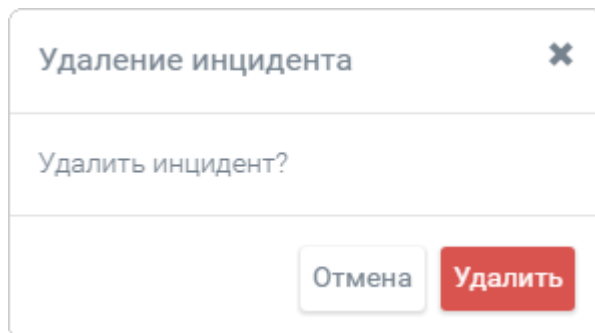 Удаление инцидента
Удалить инцидент?
Отмена Удалить